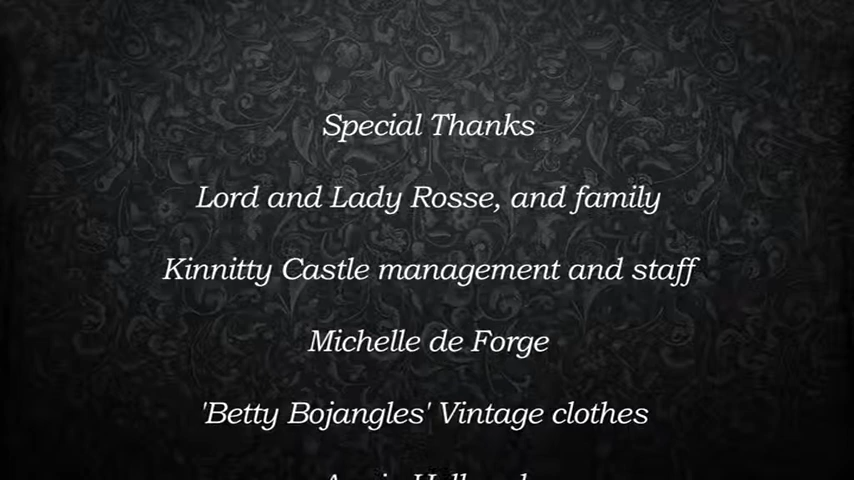 Special Thanks
Lord and Lady Rosse, and family
Kinnitty Castle management and staff
Michelle de Forge
'Betty Bojangles' Vintage clothes